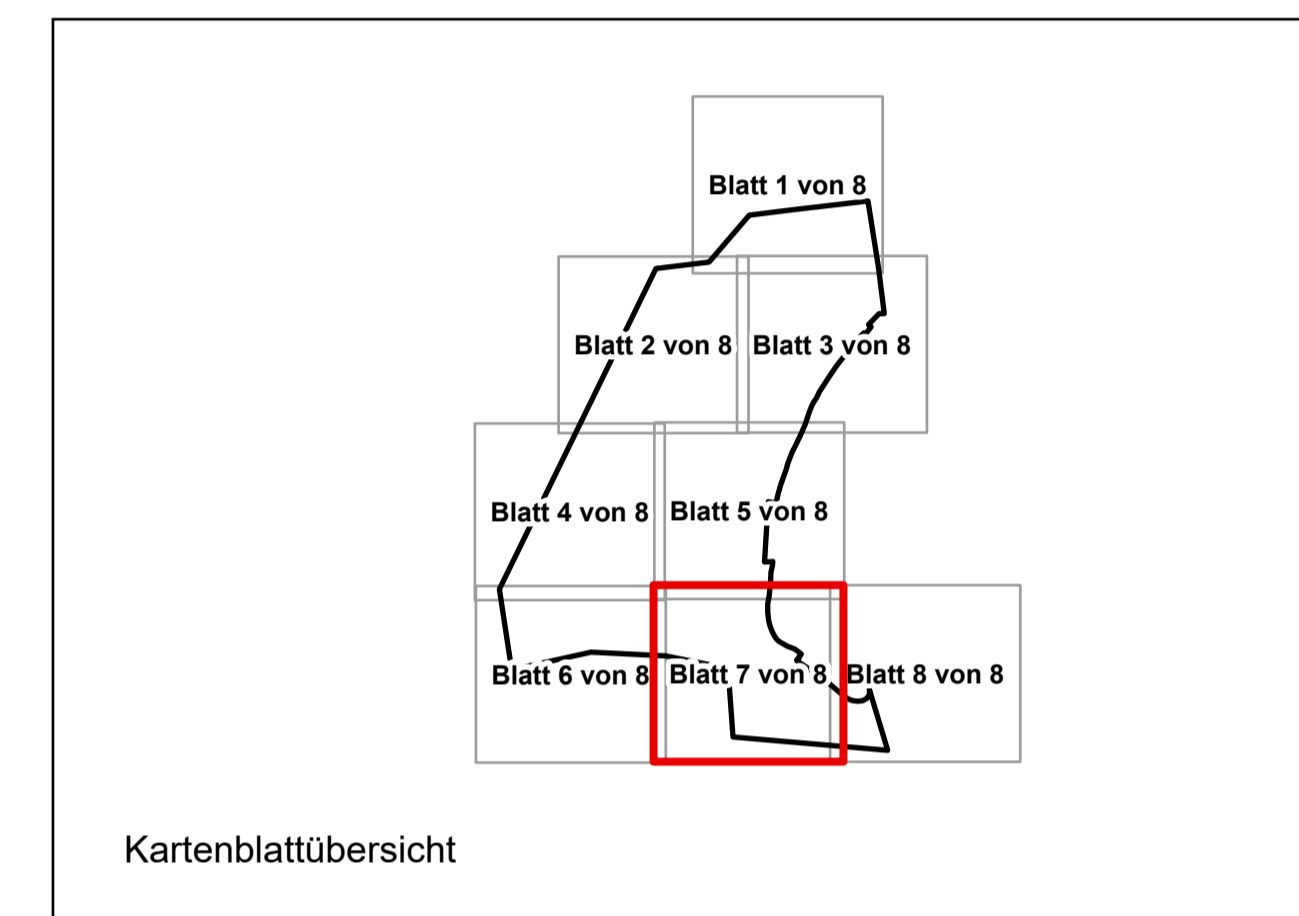 Blatt 1 von 8
Blatt 2 von 8
Blatt 3 von 8
Blatt 4 von 8
Blatt 5 von 8
Blatt 6 von 8
Blatt 7 von 8
Blatt 8 von 8
Kartenblattübersicht